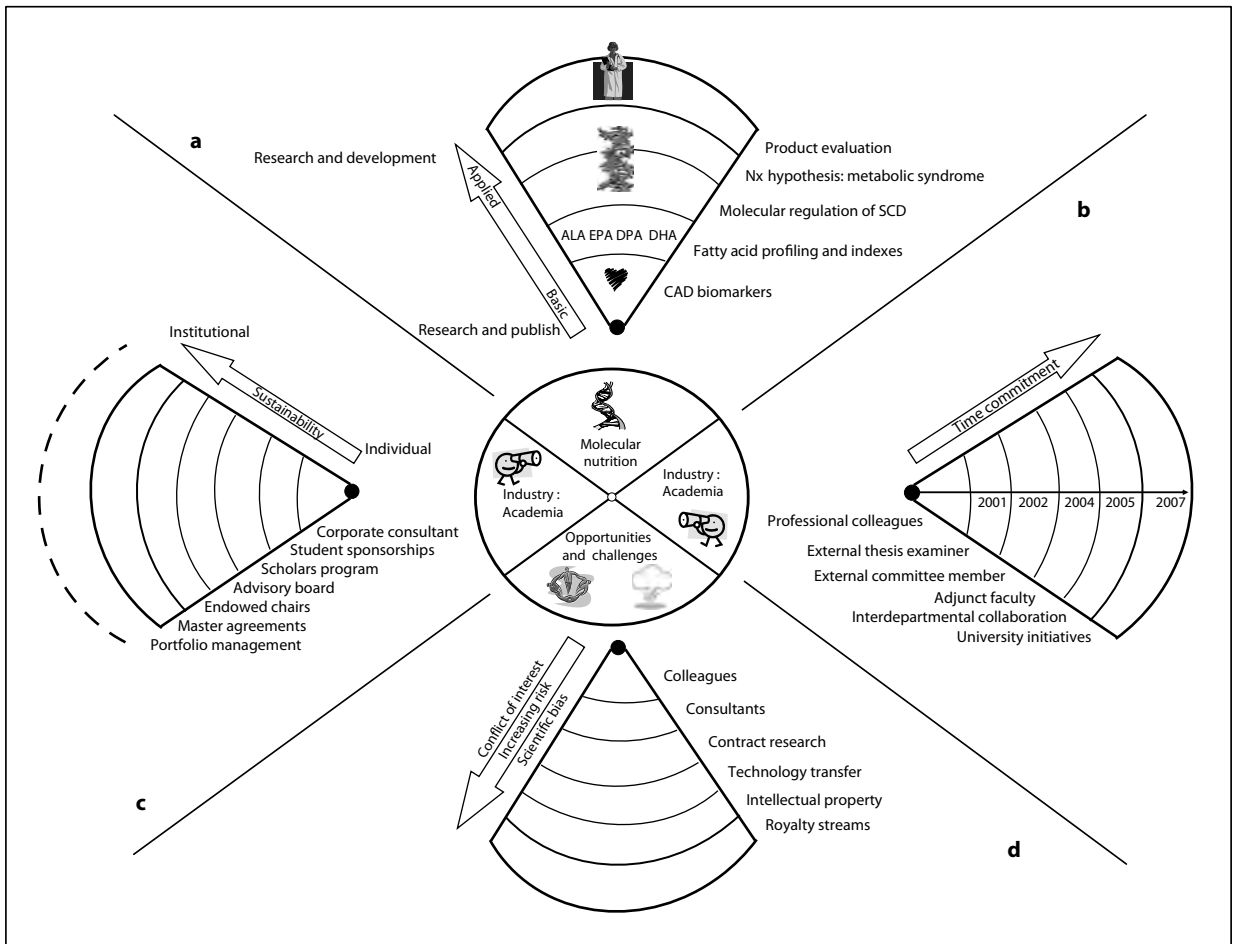 a
Research and development
Applied
Basic
Research and publish
ALA EPA DPA DHA
Product evaluation
Nx hypothesis: metabolic syndrome
Molecular regulation of SCD
Fatty acid profiling and indexes
CAD biomarkers
b
Time commitment
2001 2002 2004 2005 2007
Professional colleagues
External thesis examiner
External committee member
Adjunct faculty
Interdepartmental collaboration
University initiatives
Institutional
Sustainability
Individual
Corporate consultant
Student sponsorships
Scholars program
Advisory board
Endowed chairs
Master agreements
Portfolio management
Molecular
nutrition
Industry :
Academia
Industry :
Academia
Opportunities
and challenges
c
Conflict of interest
Increasing risk
Scientific bias
Colleagues
Consultants
Contract research
Technology transfer
Intellectual property
Royalty streams
d